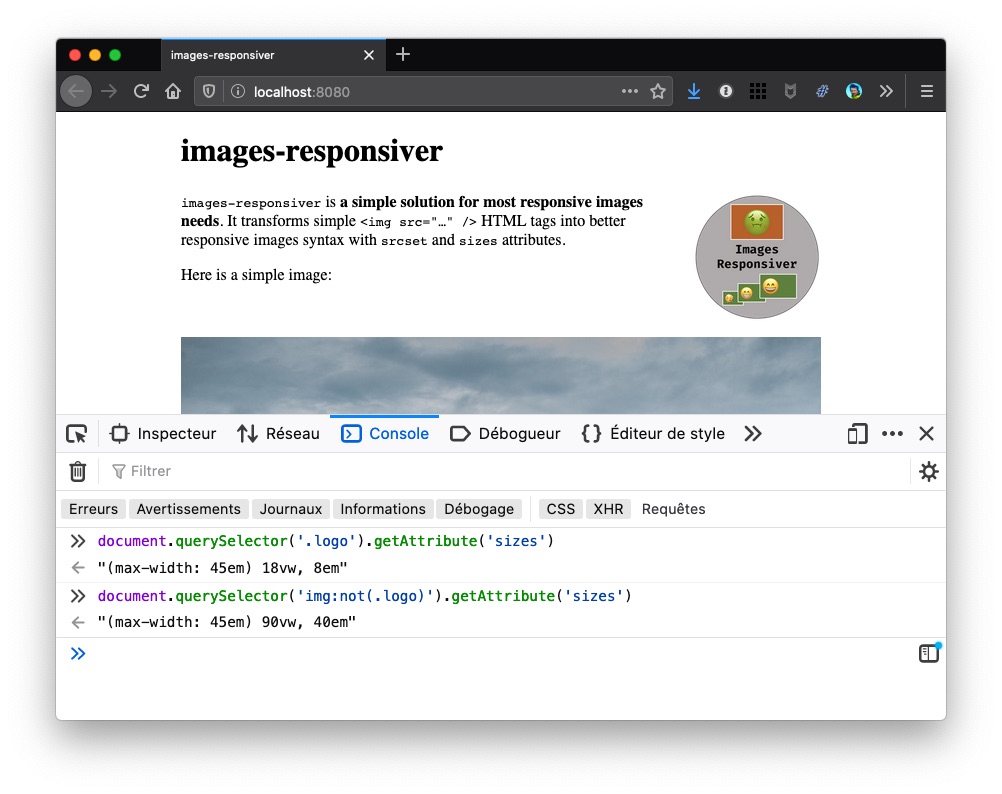 images-responsiver
localhost:8080
images-responsiver
images-responsiver is a simple solution for most responsive images
needs. It transforms simple <img src="…" /> HTML tags into better
responsive images syntax with srcset and sizes attributes.
Here is a simple image:
Images
Responsiver
Inspecteur Réseau Console Débogueur Éditeur de style
Filtrer
Erreurs Avertissements Journaux Informations Débogage CSS XHR Requêtes
document.querySelector('.logo').getAttribute('sizes')
"(max-width: 45em) 18vw, 8em"
document.querySelector('img:not(.logo)').getAttribute('sizes')
"(max-width: 45em) 90vw, 40em"